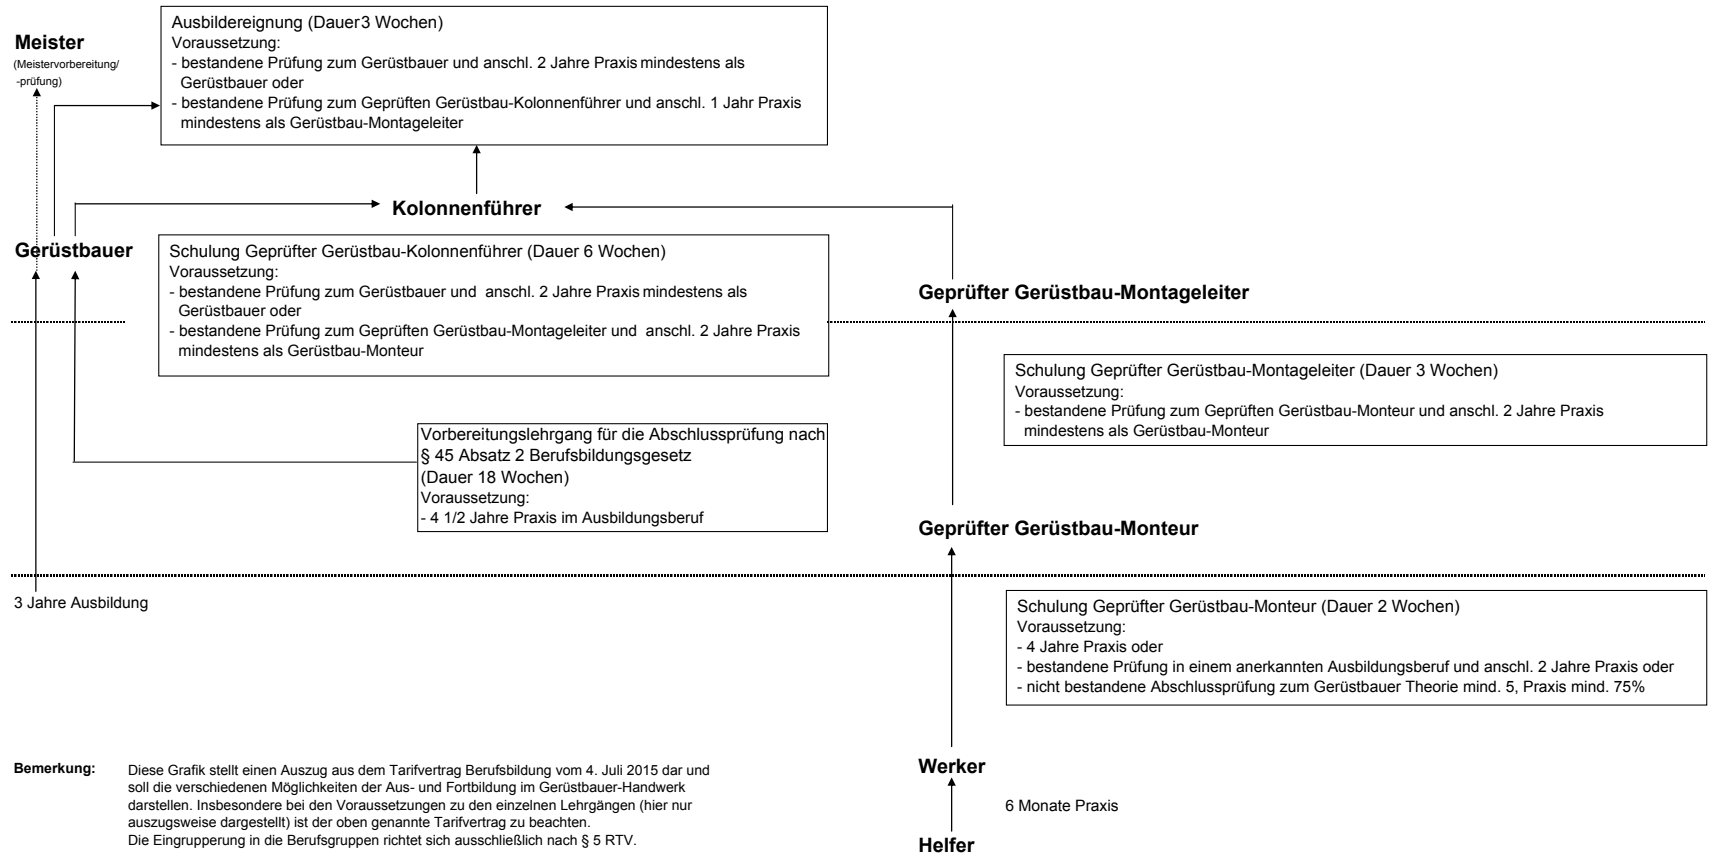 Meister
(Meistervorbereitung/
-prüfung)
Ausbildereignung (Dauer 3 Wochen)
Voraussetzung:
- bestandene Prüfung zum Gerüstbauer und anschl. 2 Jahre Praxis mindestens als
Gerüstbauer oder
- bestandene Prüfung zum Geprüften Gerüstbau-Kolonnenführer und anschl. 1 Jahr Praxis
mindestens als Gerüstbau-Montageleiter
Kolonnenführer
Gerüstbauer
Schulung Geprüfter Gerüstbau-Kolonnenführer (Dauer 6 Wochen)
Voraussetzung:
- bestandene Prüfung zum Gerüstbauer und anschl. 2 Jahre Praxis mindestens als
Gerüstbauer oder
- bestandene Prüfung zum Geprüften Gerüstbau-Montageleiter und anschl. 2 Jahre Praxis
mindestens als Gerüstbau-Monteur
Geprüfter Gerüstbau-Montageleiter
Schulung Geprüfter Gerüstbau-Montageleiter (Dauer 3 Wochen)
Voraussetzung:
- bestandene Prüfung zum Geprüften Gerüstbau-Monteur und anschl. 2 Jahre Praxis
mindestens als Gerüstbau-Monteur
Vorbereitungslehrgang für die Abschlussprüfung nach
§ 45 Absatz 2 Berufsbildungsgesetz
(Dauer 18 Wochen)
Voraussetzung:
- 4 1/2 Jahre Praxis im Ausbildungsberuf
Geprüfter Gerüstbau-Monteur
3 Jahre Ausbildung
Schulung Geprüfter Gerüstbau-Monteur (Dauer 2 Wochen)
Voraussetzung:
- 4 Jahre Praxis oder
- bestandene Prüfung in einem anerkannten Ausbildungsberuf und anschl. 2 Jahre Praxis oder
- nicht bestandene Abschlussprüfung zum Gerüstbauer Theorie mind. 5, Praxis mind. 75%
Werker
6 Monate Praxis
Helfer
Bemerkung:
Diese Grafik stellt einen Auszug aus dem Tarifvertrag Berufsbildung vom 4. Juli 2015 dar und
soll die verschiedenen Möglichkeiten der Aus- und Fortbildung im Gerüstbauer-Handwerk
darstellen. Insbesondere bei den Voraussetzungen zu den einzelnen Lehrgängen (hier nur
auszugsweise dargestellt) ist der oben genannte Tarifvertrag zu beachten.
Die Eingrupperung in die Berufsgruppen richtet sich ausschließlich nach § 5 RTV.